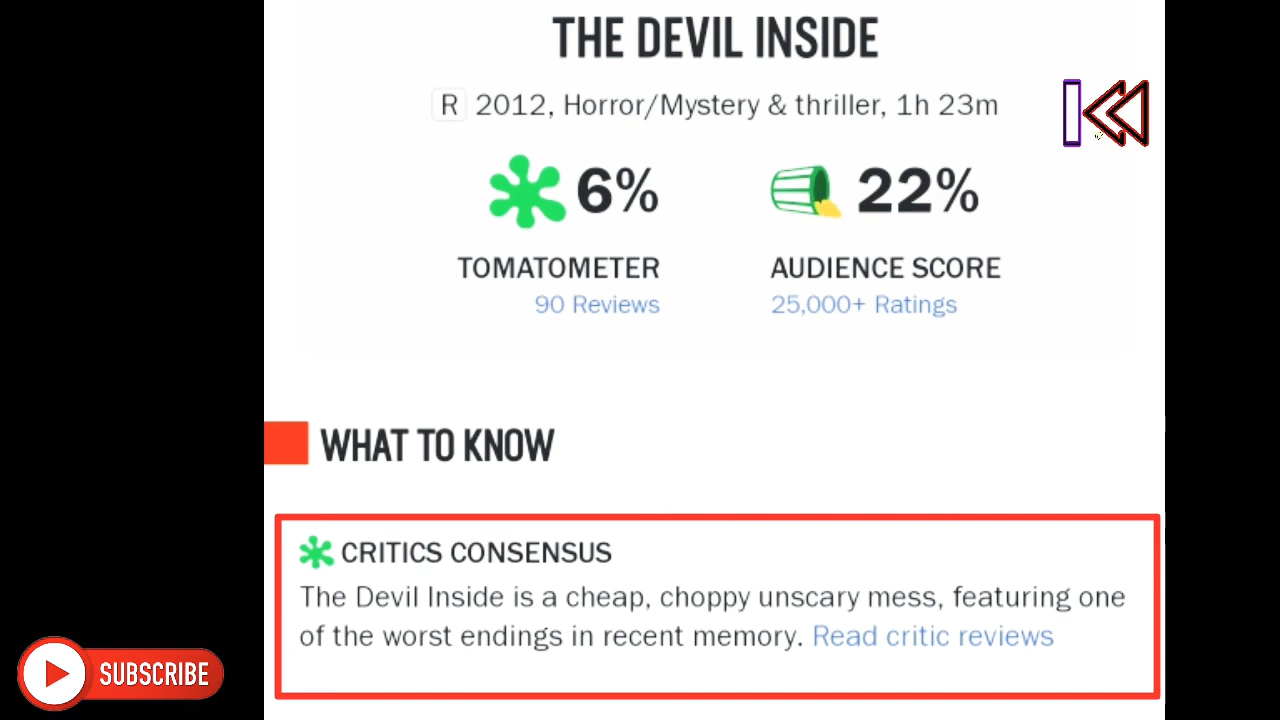 THE DEVIL INSIDE
R 2012, Horror/Mystery & thriller, 1h 23m
6% 22%
TOMATOMETER AUDIENCE SCORE
90 Reviews 25,000+ Ratings
WHAT TO KNOW
CRITICS CONSENSUS
The Devil Inside is a cheap, choppy unscary mess, featuring one
of the worst endings in recent memory. Read critic reviews
SUBSCRIBE